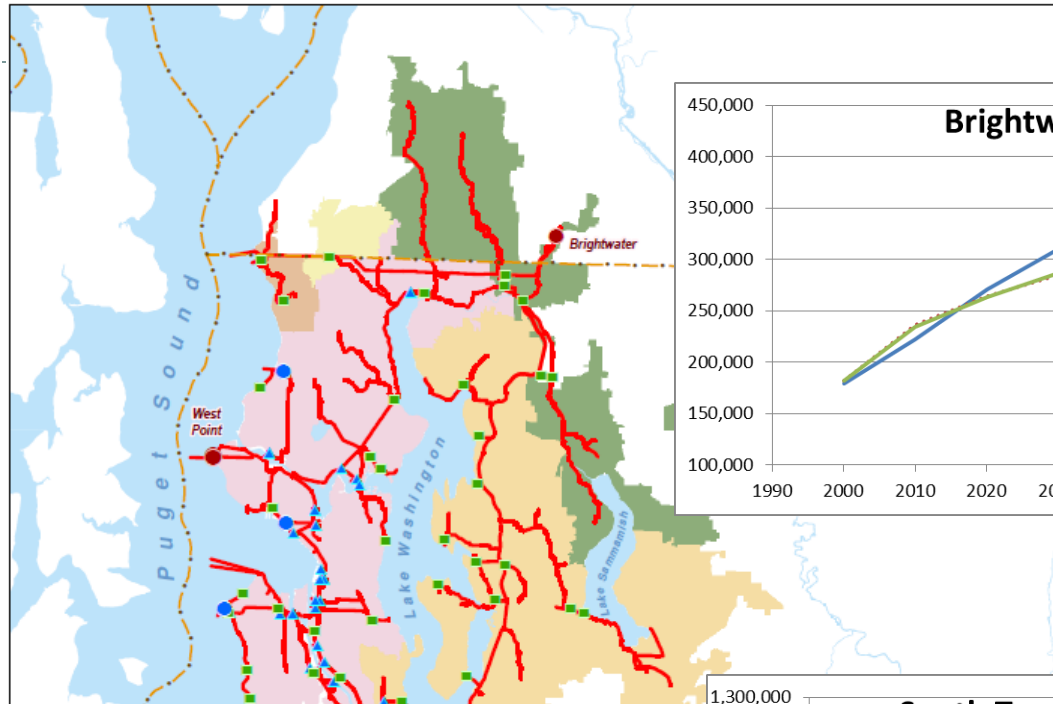 Brightw
450,000
400,000
350,000
300,000
250,000
200,000
150,000
100,000
1990
2000
2010
2020
Brightwater
Puget Sound
West
Point
Lake Washington
Lake Sammamish
1,300,000